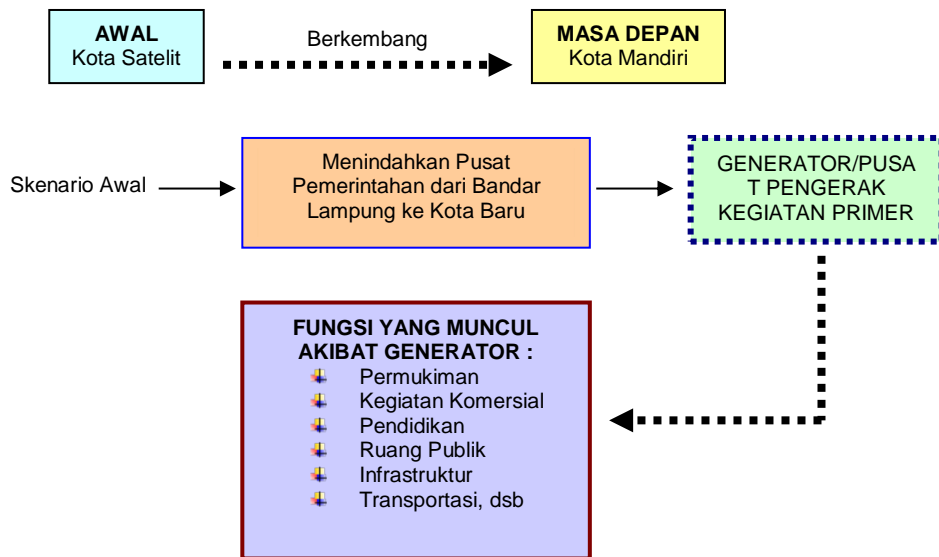 AWAL
Kota Satelit
Berkembang
MASA DEPAN
Kota Mandiri
Skenario Awal
Menindahkan Pusat
Pemerintahan dari Bandar
Lampung ke Kota Baru
GENERATOR/PUSA
T PENGERAK
KEGIATAN PRIMER
FUNGSI YANG MUNCUL
AKIBAT GENERATOR :
Permukiman
Kegiatan Komersial
Pendidikan
Ruang Publik
Infrastruktur
Transportasi, dsb